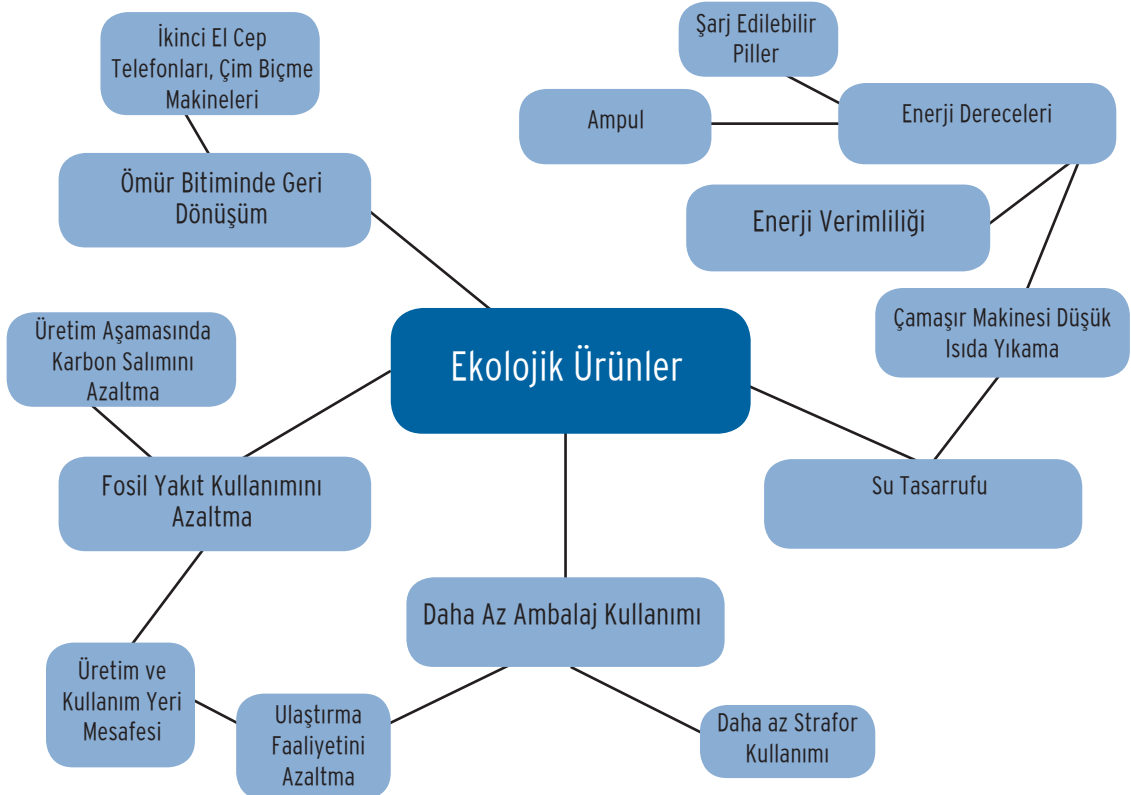 İkinci El Cep
Telefonları, Çim Biçme
Makineleri
Şarj Edilebilir
Piller
Ampul
Enerji Dereceleri
Ömür Bitiminde Geri
Dönüşüm
Enerji Verimliliği
Üretim Aşamasında
Karbon Salımını
Azaltma
Ekolojik Ürünler
Çamaşır Makinesi Düşük
Isıda Yıkama
Fosil Yakıt Kullanımını
Azaltma
Su Tasarrufu
Daha Az Ambalaj Kullanımı
Üretim ve
Kullanım Yeri
Mesafesi
Ulaştırma
Faaliyetini
Azaltma
Daha az Strafor
Kullanımı